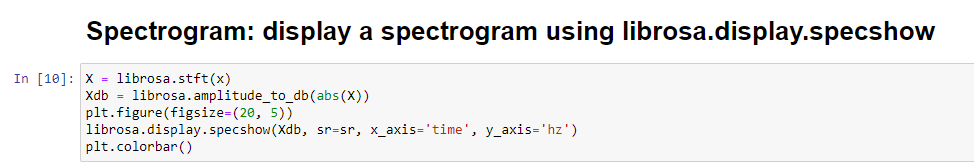 Spectrogram: display a spectrogram using librosa.display.specshow
In [10]: X = librosa.stft(x)
Xdb = librosa.amplitude_to_db(abs(X))
plt.figure(figsize=(20, 5))
librosa.display.specshow(Xdb, sr=sr, x_axis='time', y_axis='hz')
plt.colorbar()